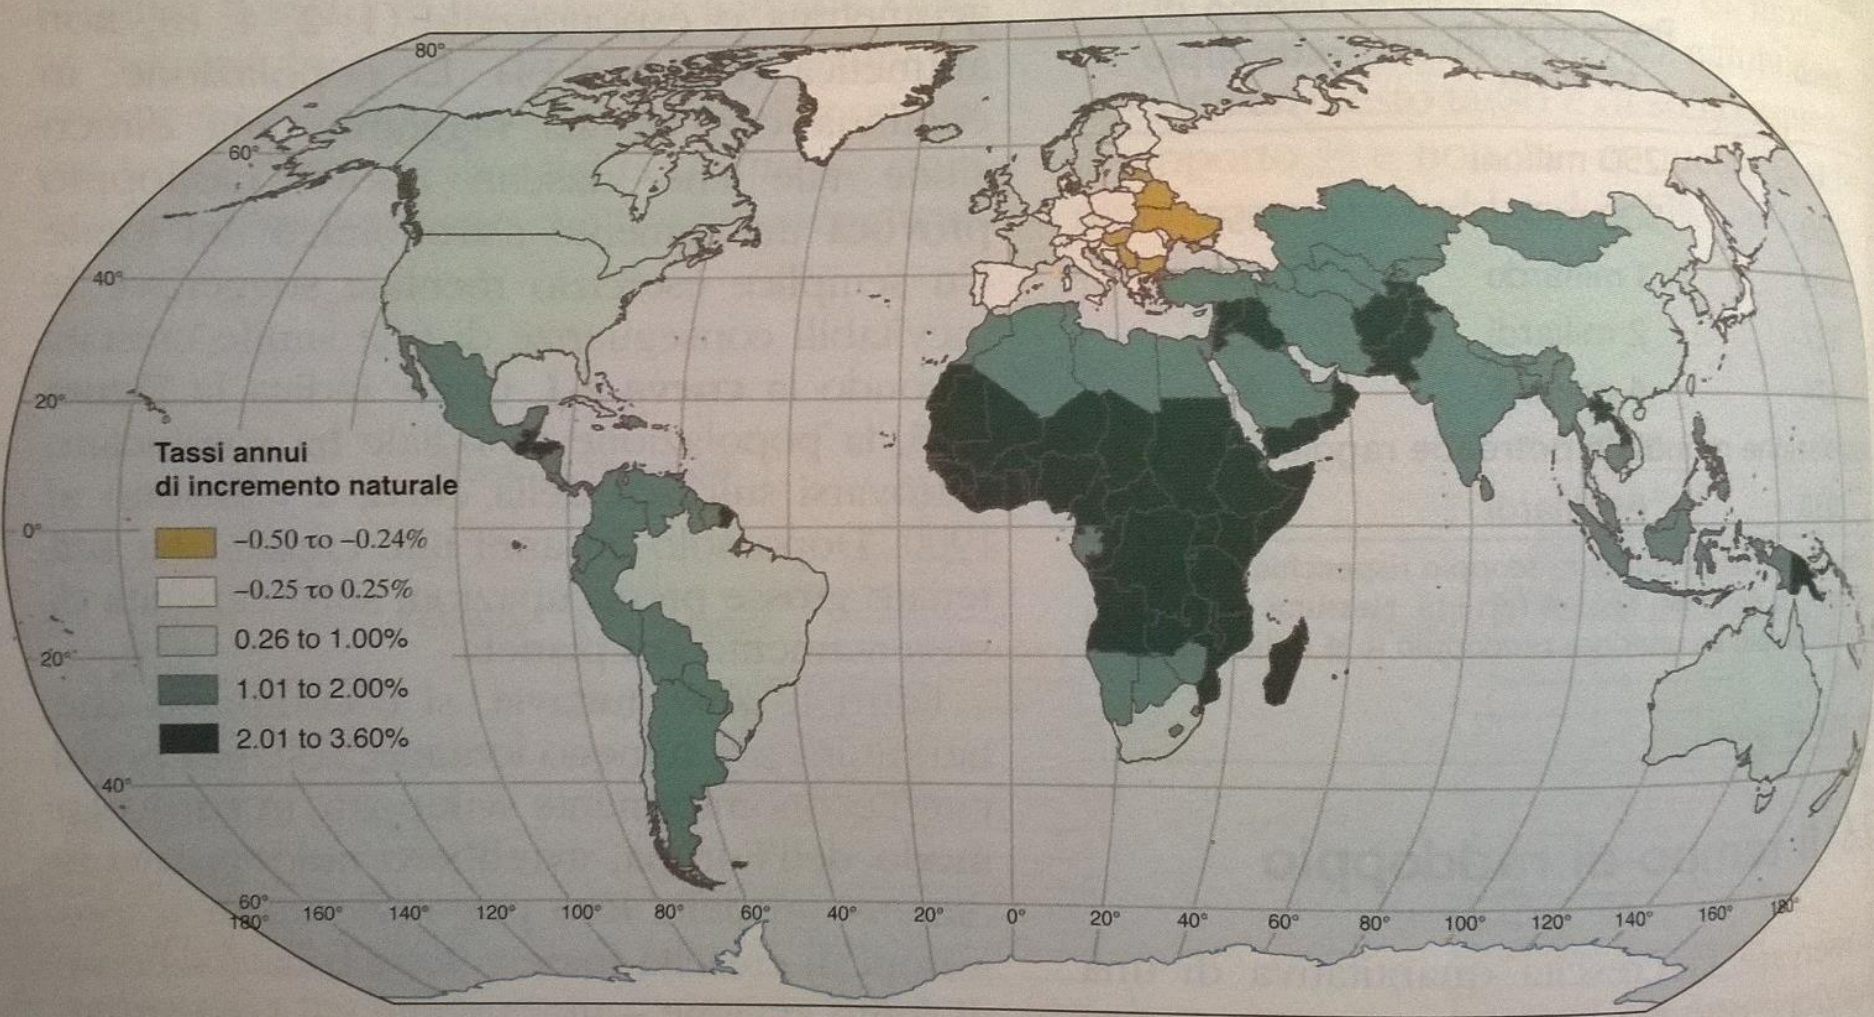 80°
60°
40°
20°
0°
20°
40°
60°
180°
Tassi annui
di incremento naturale
−0.50 το −0.24%
−0.25 το 0.25%
0.26 to 1.00%
1.01 to 2.00%
2.01 to 3.60%
160° 140° 120° 100° 80° 60° 40° 20° 0° 20° 40° 60° 80° 100° 120° 140° 160° 180°